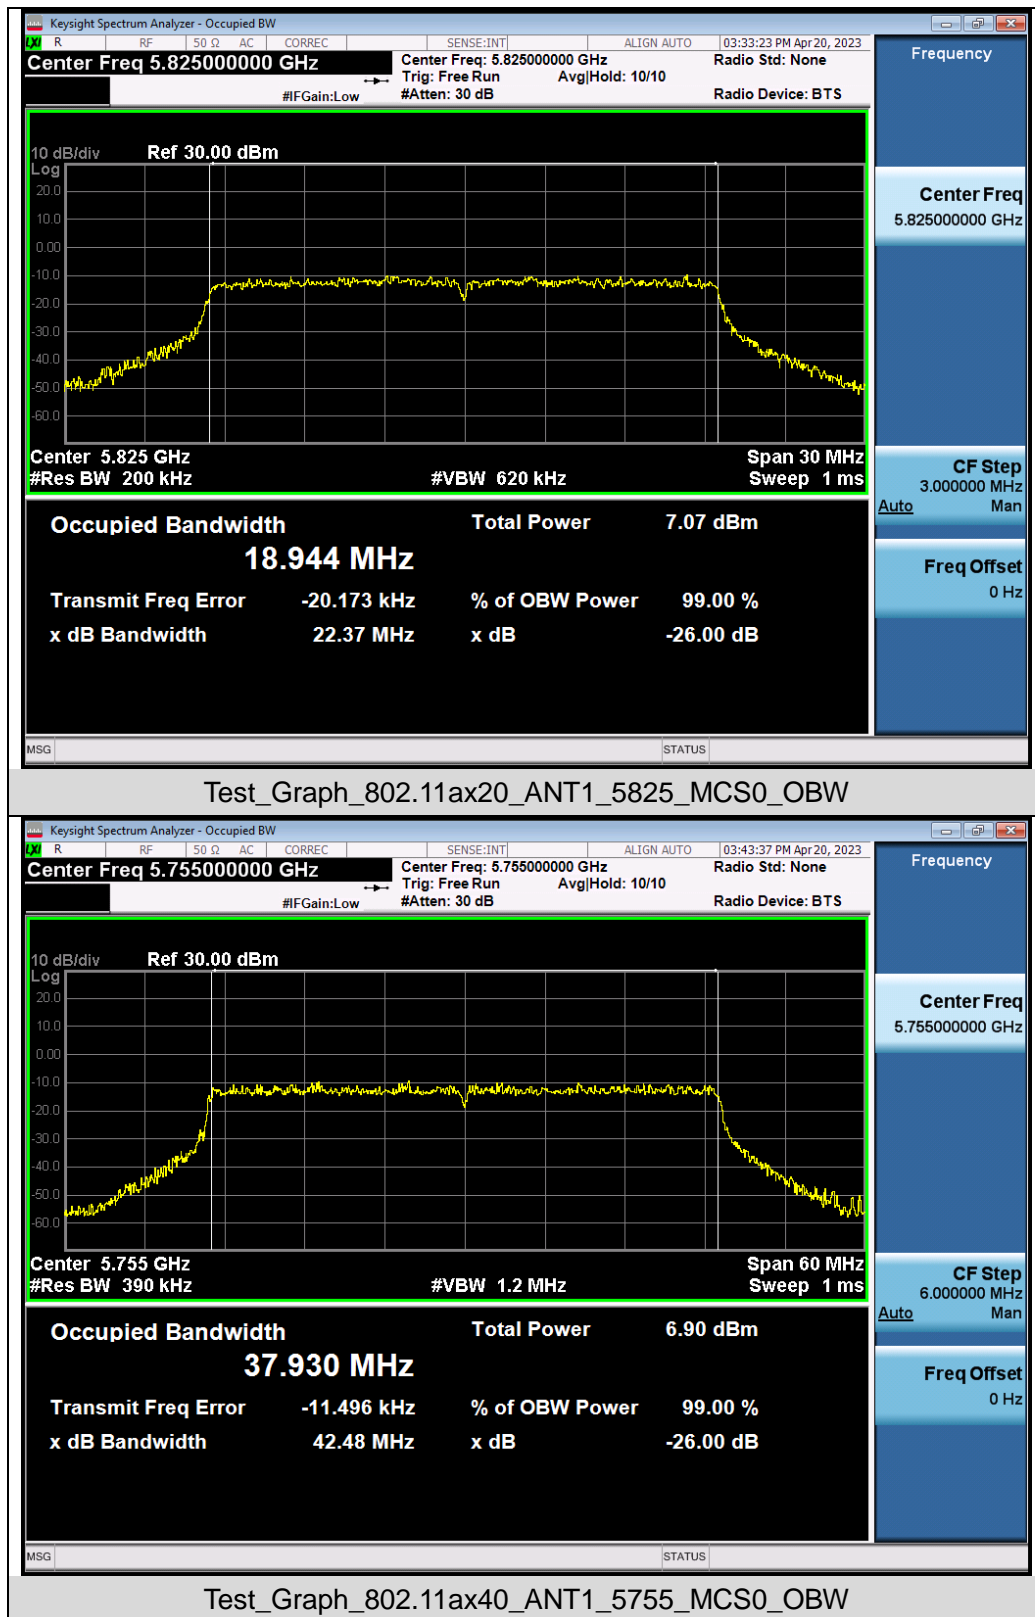 Keysight Spectrum Analyzer - Occupied BW
LXI R RF 50 Ω AC CORREC SENSE:INT ALIGN AUTO 03:33:23 PM Apr 20, 2023
Center Freq 5.825000000 GHz
Center Freq: 5.825000000 GHz
Radio Std: None
Trig: Free Run Avg|Hold: 10/10
#IFGain:Low #Atten: 30 dB Radio Device: BTS
10 dB/div Ref 30.00 dBm
Log
20.0
10.0
0.00
-10.0
-20.0
-30.0
-40.0
-50.0
-60.0
Center 5.825 GHz Span 30 MHz
#Res BW 200 kHz #VBW 620 kHz Sweep 1 ms
Occupied Bandwidth Total Power 7.07 dBm
18.944 MHz
Transmit Freq Error -20.173 kHz % of OBW Power 99.00 %
x dB Bandwidth 22.37 MHz x dB -26.00 dB
MSG STATUS
Frequency
Center Freq
5.825000000 GHz
CF Step
3.000000 MHz
Auto Man
Freq Offset
0 Hz
Test_Graph_802.11ax20_ANT1_5825_MCS0_OBW
Keysight Spectrum Analyzer - Occupied BW
LXI R RF 50 Ω AC CORREC SENSE:INT ALIGN AUTO 03:43:37 PM Apr 20, 2023
Center Freq 5.755000000 GHz
Center Freq: 5.755000000 GHz
Radio Std: None
Trig: Free Run Avg|Hold: 10/10
#IFGain:Low #Atten: 30 dB Radio Device: BTS
10 dB/div Ref 30.00 dBm
Log
20.0
10.0
0.00
-10.0
-20.0
-30.0
-40.0
-50.0
-60.0
Center 5.755 GHz Span 60 MHz
#Res BW 390 kHz #VBW 1.2 MHz Sweep 1 ms
Occupied Bandwidth Total Power 6.90 dBm
37.930 MHz
Transmit Freq Error -11.496 kHz % of OBW Power 99.00 %
x dB Bandwidth 42.48 MHz x dB -26.00 dB
MSG STATUS
Frequency
Center Freq
5.755000000 GHz
CF Step
6.000000 MHz
Auto Man
Freq Offset
0 Hz
Test_Graph_802.11ax40_ANT1_5755_MCS0_OBW